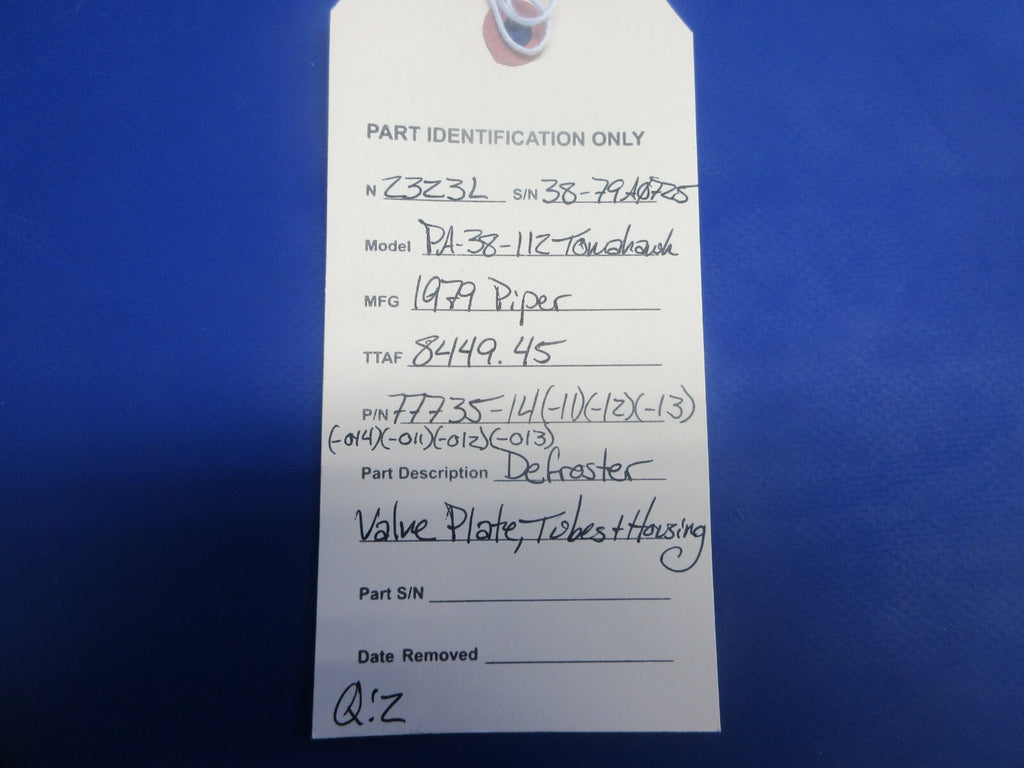 PART IDENTIFICATION ONLY
N 2323L S/N 38-79A0725
Model PA-38-112 Tomahawk
MFG 1979 Piper
TTAF 8449.45
P/N 77735-14(-11)(-12)(-13)
(-014)(-011)(-012)(-013)
Part Description Defroster
Valve Plate, Tubes + Housing
Part S/N
Date Removed
Q:2